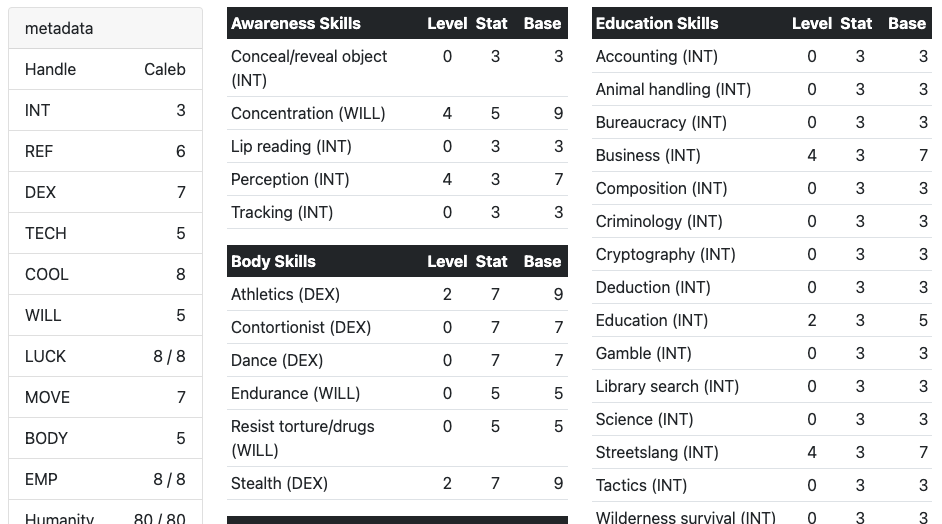 metadata
Handle Caleb
INT 3
REF 6
DEX 7
TECH 5
COOL 8
WILL 5
LUCK 8 / 8
MOVE 7
BODY 5
EMP 8 / 8
Humanity 80 / 80
Awareness Skills Level Stat Base
Conceal/reveal object 0 3 3
(INT)
Concentration (WILL) 4 5 9
Lip reading (INT) 0 3 3
Perception (INT) 4 3 7
Tracking (INT) 0 3 3
Body Skills Level Stat Base
Athletics (DEX) 2 7 9
Contortionist (DEX) 0 7 7
Dance (DEX) 0 7 7
Endurance (WILL) 0 5 5
Resist torture/drugs 0 5 5
(WILL)
Stealth (DEX) 2 7 9
Education Skills Level Stat Base
Accounting (INT) 0 3 3
Animal handling (INT) 0 3 3
Bureaucracy (INT) 0 3 3
Business (INT) 4 3 7
Composition (INT) 0 3 3
Criminology (INT) 0 3 3
Cryptography (INT) 0 3 3
Deduction (INT) 0 3 3
Education (INT) 2 3 5
Gamble (INT) 0 3 3
Library search (INT) 0 3 3
Science (INT) 0 3 3
Streetslang (INT) 4 3 7
Tactics (INT) 0 3 3
Wilderness survival (INT) 0 3 3